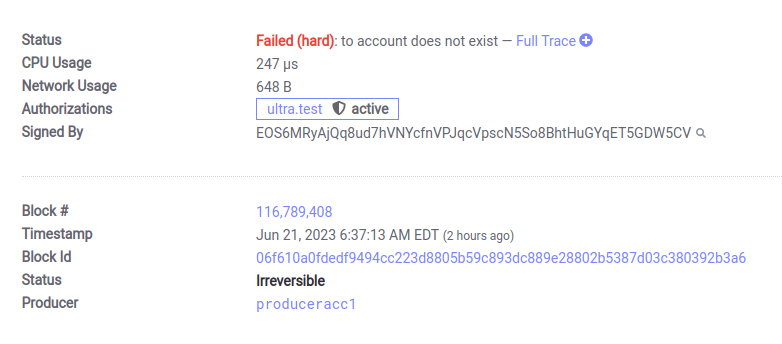 Status Failed (hard): to account does not exist — Full Trace
CPU Usage 247 µs
Network Usage 648 B
Authorizations ultra.test active
Signed By EOS6MRyAjQq8ud7hVNYcfnVPJqcVpscN5So8BhtHuGYqET5GDW5CV
Block # 116,789,408
Timestamp Jun 21, 2023 6:37:13 AM EDT (2 hours ago)
Block Id 06f610a0fdedf9494cc223d8805b59c893dc889e28802b5387d03c380392b3a6
Status Irreversible
Producer produceracc1